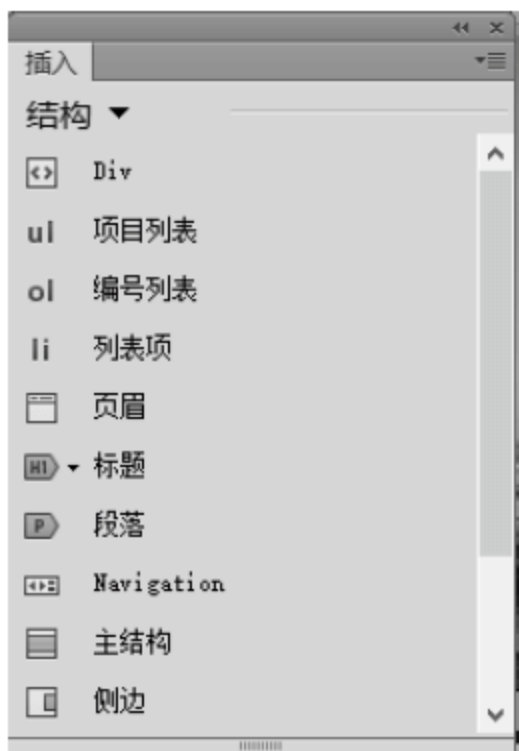 插入
结构
Div
ul 项目列表
ol 编号列表
li 列表项
页眉
H1 标题
P 段落
Navigation
主结构
侧边